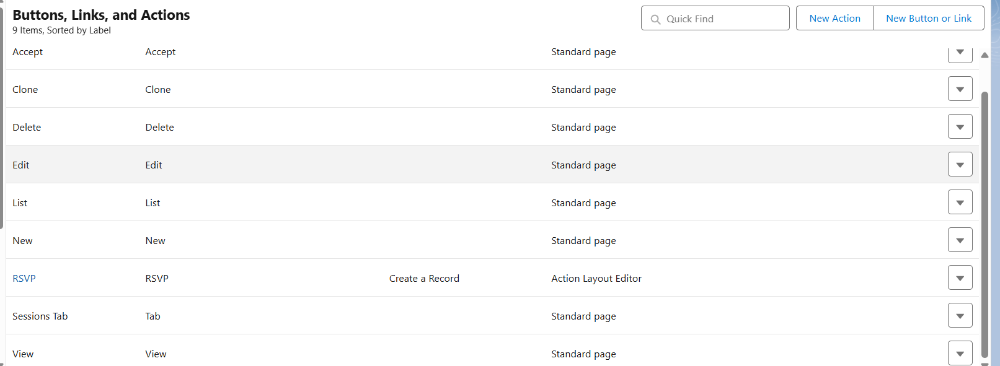 Buttons, Links, and Actions
9 Items, Sorted by Label
Quick Find
New Action
New Button or Link
Accept Accept Standard page
Clone Clone Standard page
Delete Delete Standard page
Edit Edit Standard page
List List Standard page
New New Standard page
RSVP RSVP Create a Record Action Layout Editor
Sessions Tab Tab Standard page
View View Standard page